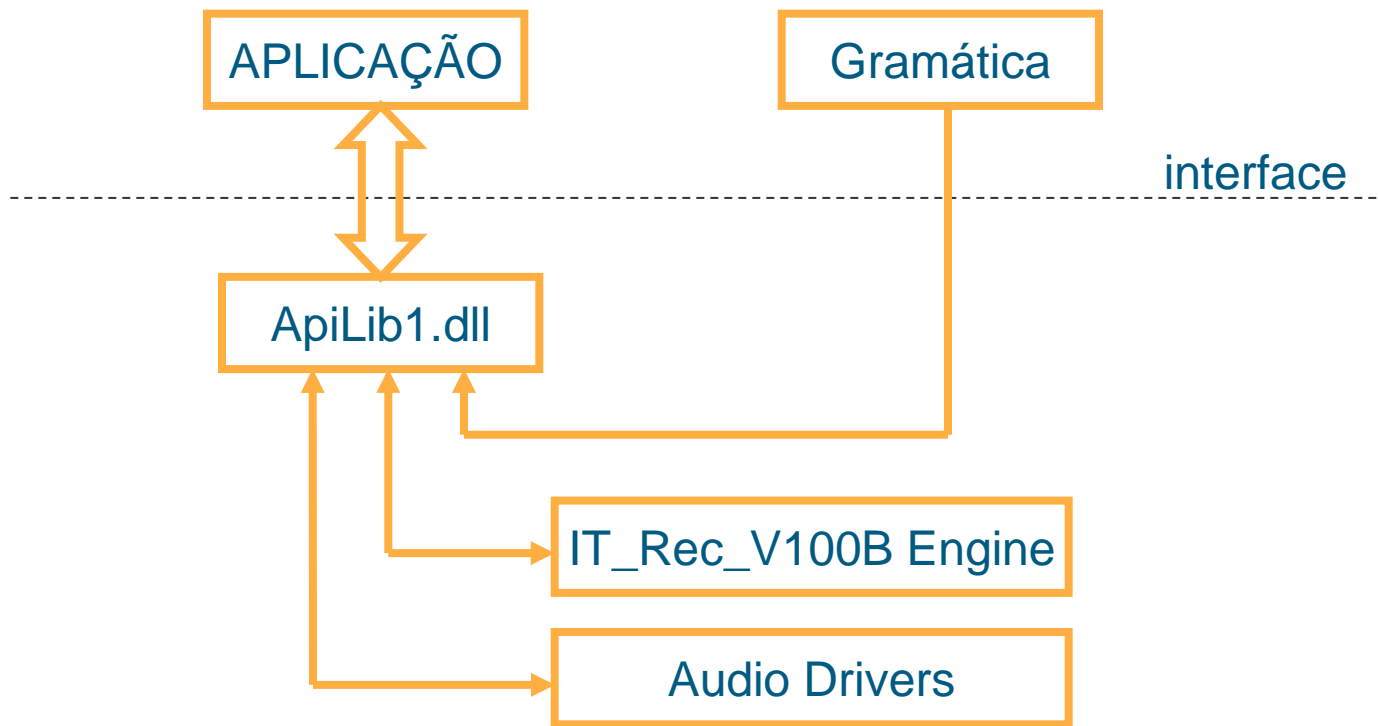 APLICAÇÃO
Gramática
interface
ApiLib1.dll
IT_Rec_V100B Engine
Audio Drivers